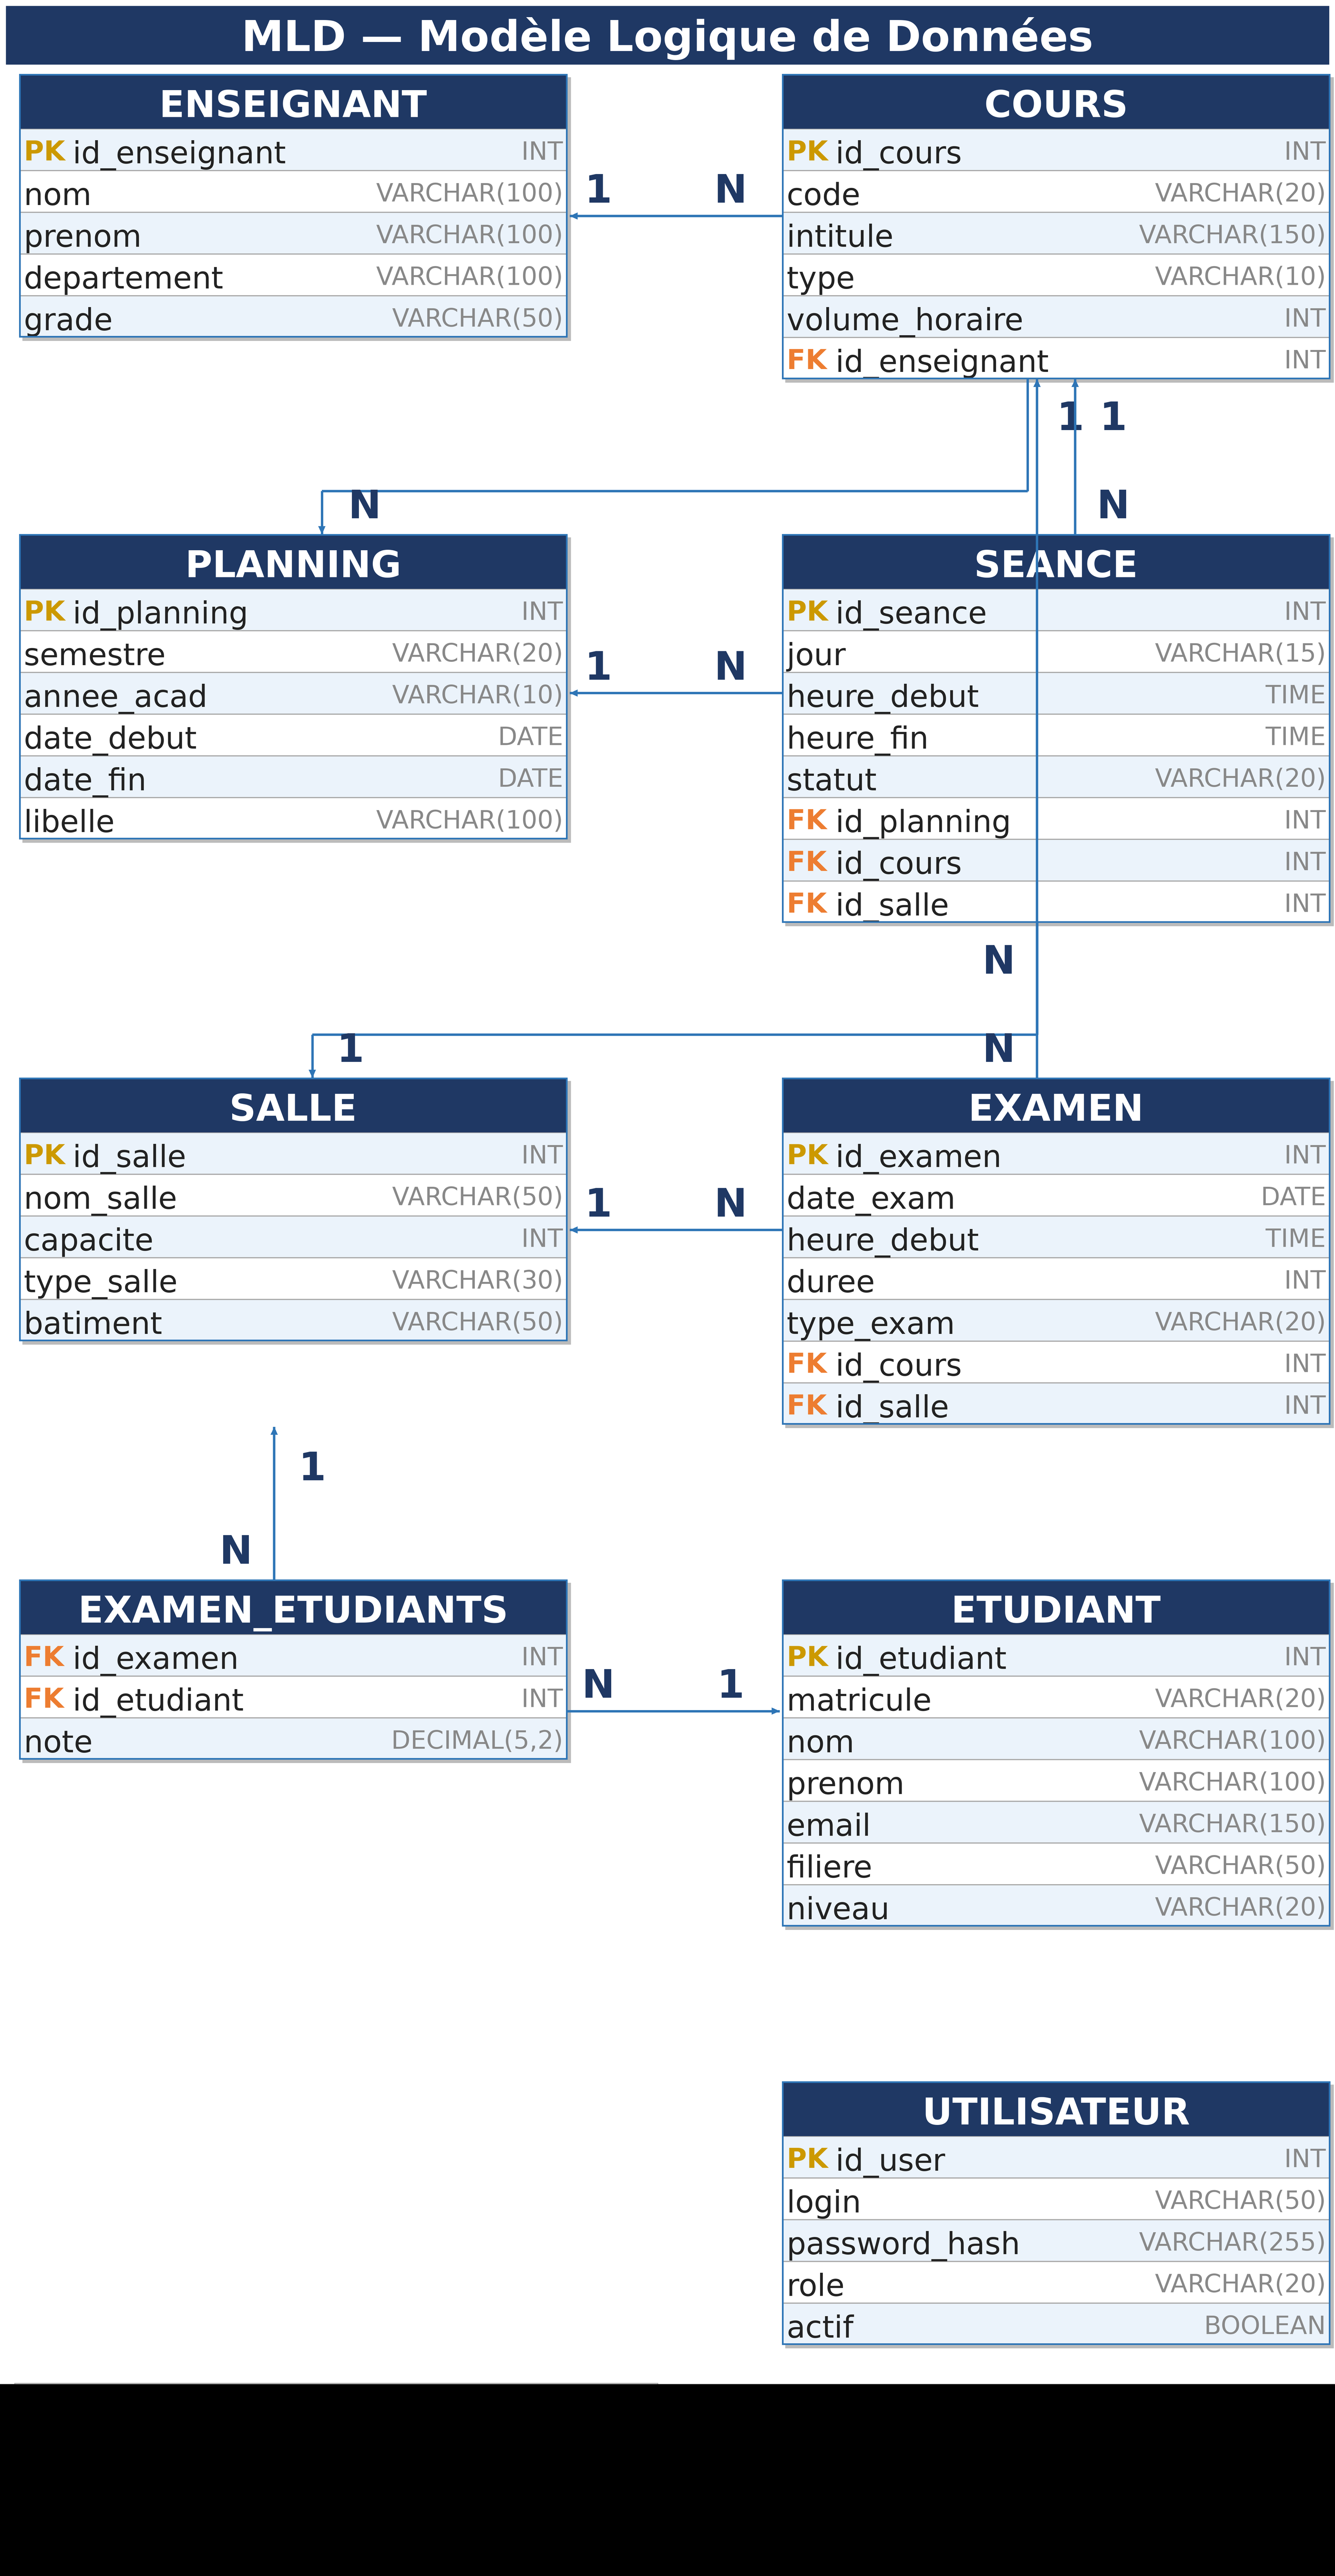 MLD — Modèle Logique de Données
ENSEIGNANT
PK id_enseignant INT
nom VARCHAR(100)
prenom VARCHAR(100)
departement VARCHAR(100)
grade VARCHAR(50)
1 N
COURS
PK id_cours INT
code VARCHAR(20)
intitule VARCHAR(150)
type VARCHAR(10)
volume_horaire INT
FK id_enseignant INT
1 1
N
N
PLANNING
PK id_planning INT
semestre VARCHAR(20)
annee_acad VARCHAR(10)
date_debut DATE
date_fin DATE
libelle VARCHAR(100)
1 N
SEANCE
PK id_seance INT
jour VARCHAR(15)
heure_debut TIME
heure_fin TIME
statut VARCHAR(20)
FK id_planning INT
FK id_cours INT
FK id_salle INT
N
1 N
SALLE
PK id_salle INT
nom_salle VARCHAR(50)
capacite INT
type_salle VARCHAR(30)
batiment VARCHAR(50)
1 N
EXAMEN
PK id_examen INT
date_exam DATE
heure_debut TIME
duree INT
type_exam VARCHAR(20)
FK id_cours INT
FK id_salle INT
1
N
EXAMEN_ETUDIANTS
FK id_examen INT
FK id_etudiant INT
note DECIMAL(5,2)
N 1
ETUDIANT
PK id_etudiant INT
matricule VARCHAR(20)
nom VARCHAR(100)
prenom VARCHAR(100)
email VARCHAR(150)
filiere VARCHAR(50)
niveau VARCHAR(20)
UTILISATEUR
PK id_user INT
login VARCHAR(50)
password_hash VARCHAR(255)
role VARCHAR(20)
actif BOOLEAN